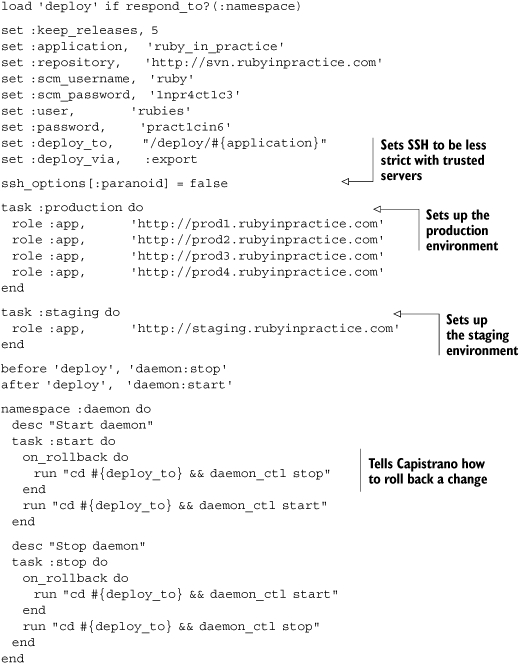 load 'deploy' if respond_to?(:namespace)
set :keep_releases, 5
set :application, 'ruby_in_practice'
set :repository, 'http://svn.rubyinpractice.com'
set :scm_username, 'ruby'
set :scm_password, '1npr4ct1c3'
set :user, 'rubies'
set :password, 'pract1cin6'
set :deploy_to, "/deploy/#{application}"
set :deploy_via, :export
ssh_options[:paranoid] = false
Sets SSH to be less
strict with trusted
servers
task :production do
role :app, 'http://prod1.rubyinpractice.com'
role :app, 'http://prod2.rubyinpractice.com'
role :app, 'http://prod3.rubyinpractice.com'
role :app, 'http://prod4.rubyinpractice.com'
end
Sets up the
production
environment
task :staging do
role :app, 'http://staging.rubyinpractice.com'
end
Sets up
the staging
environment
before 'deploy', 'daemon:stop'
after 'deploy', 'daemon:start'
namespace :daemon do
desc "Start daemon"
task :start do
on_rollback do
run "cd #{deploy_to} && daemon_ctl stop"
end
run "cd #{deploy_to} && daemon_ctl start"
end
Tells Capistrano how
to roll back a change
desc "Stop daemon"
task :stop do
on_rollback do
run "cd #{deploy_to} && daemon_ctl start"
end
run "cd #{deploy_to} && daemon_ctl stop"
end
end